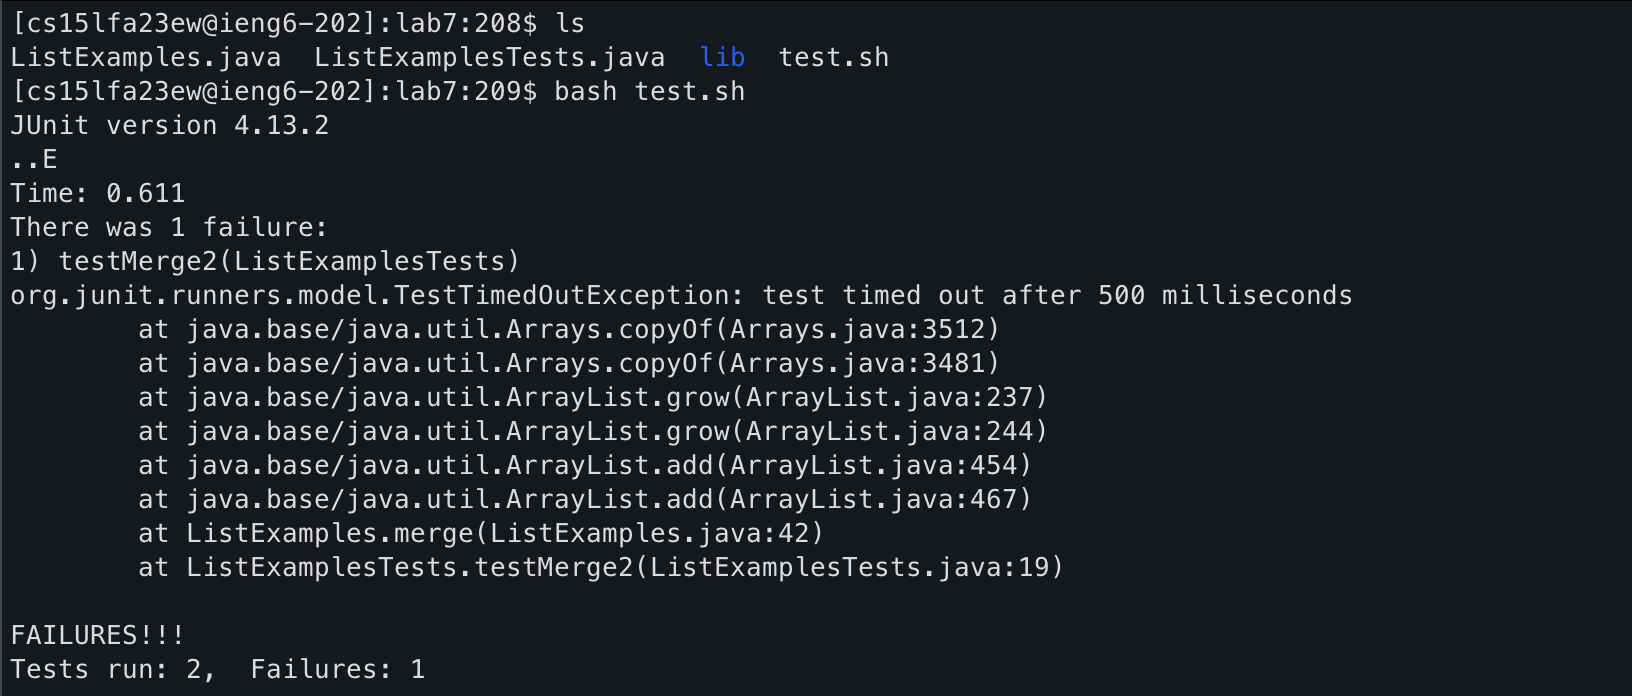 [cs15lfa23ew@ieng6-202]:lab7:208$ ls
ListExamples.java  ListExamplesTests.java  lib  test.sh
[cs15lfa23ew@ieng6-202]:lab7:209$ bash test.sh
JUnit version 4.13.2
..E
Time: 0.611
There was 1 failure:
1) testMerge2(ListExamplesTests)
org.junit.runners.model.TestTimedOutException: test timed out after 500 milliseconds
        at java.base/java.util.Arrays.copyOf(Arrays.java:3512)
        at java.base/java.util.Arrays.copyOf(Arrays.java:3481)
        at java.base/java.util.ArrayList.grow(ArrayList.java:237)
        at java.base/java.util.ArrayList.grow(ArrayList.java:244)
        at java.base/java.util.ArrayList.add(ArrayList.java:454)
        at java.base/java.util.ArrayList.add(ArrayList.java:467)
        at ListExamples.merge(ListExamples.java:42)
        at ListExamplesTests.testMerge2(ListExamplesTests.java:19)

FAILURES!!!
Tests run: 2,  Failures: 1